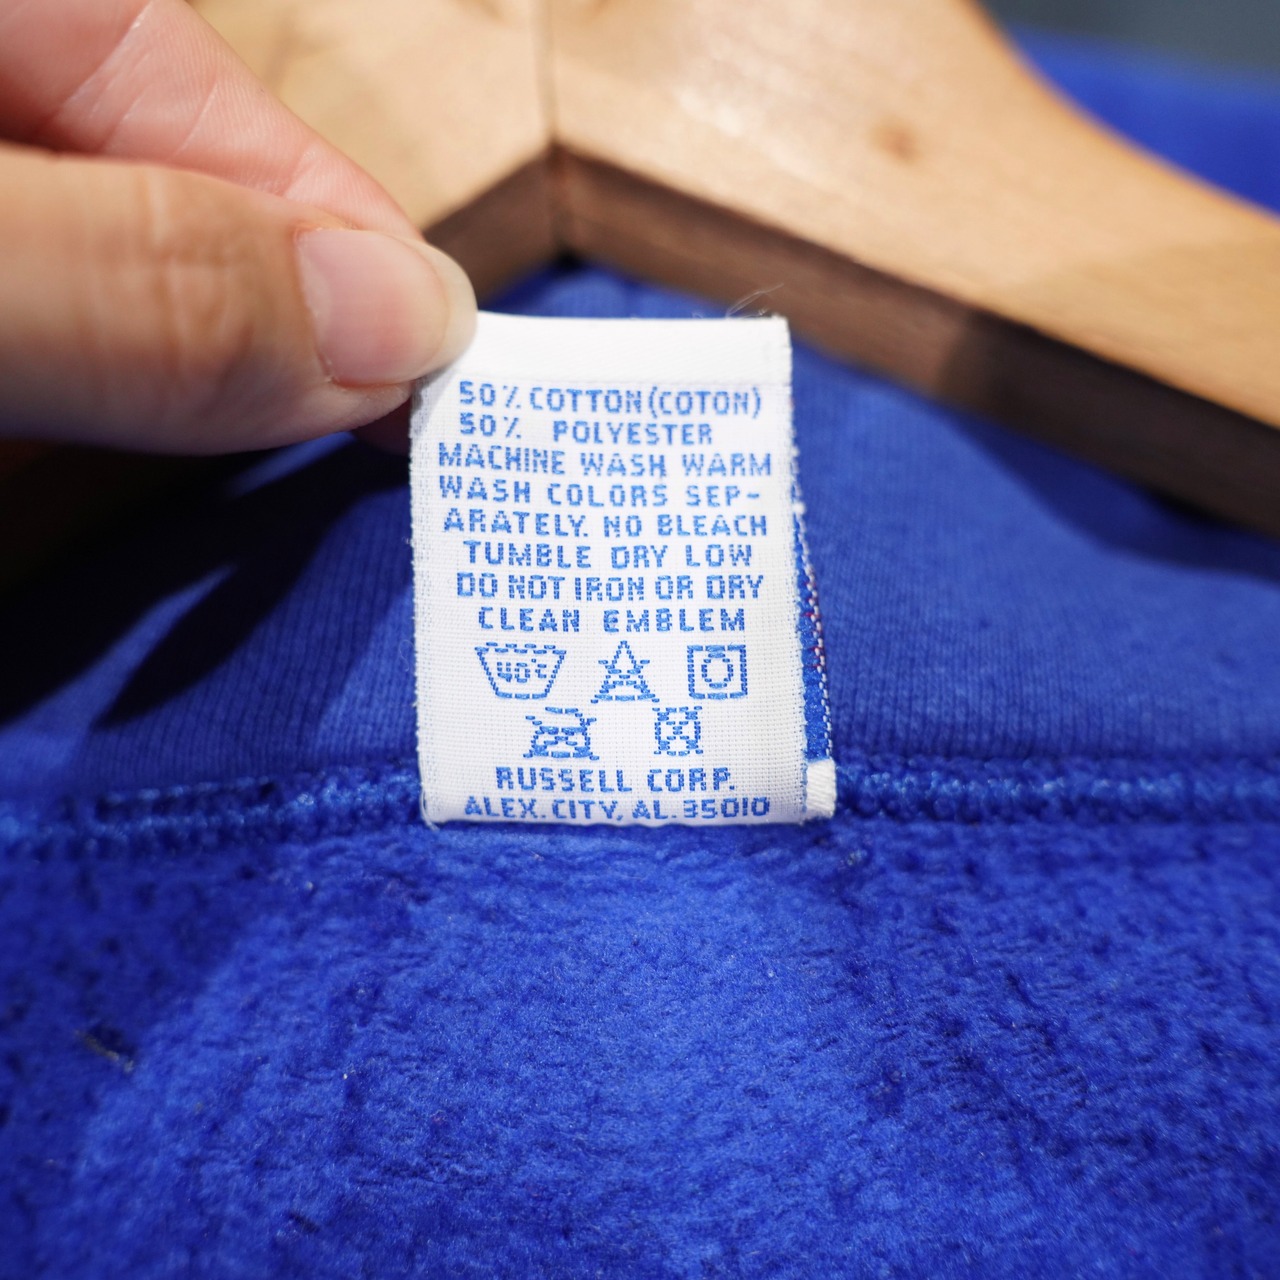 50% COTTON (COTON)
50% POLYESTER
MACHINE WASH WARM
WASH COLORS SEP-
ARATELY. NO BLEACH
TUMBLE DRY LOW
DO NOT IRON OR DRY
CLEAN EMBLEM
40°C
RUSSELL CORP.
ALEX. CITY, AL. 35010